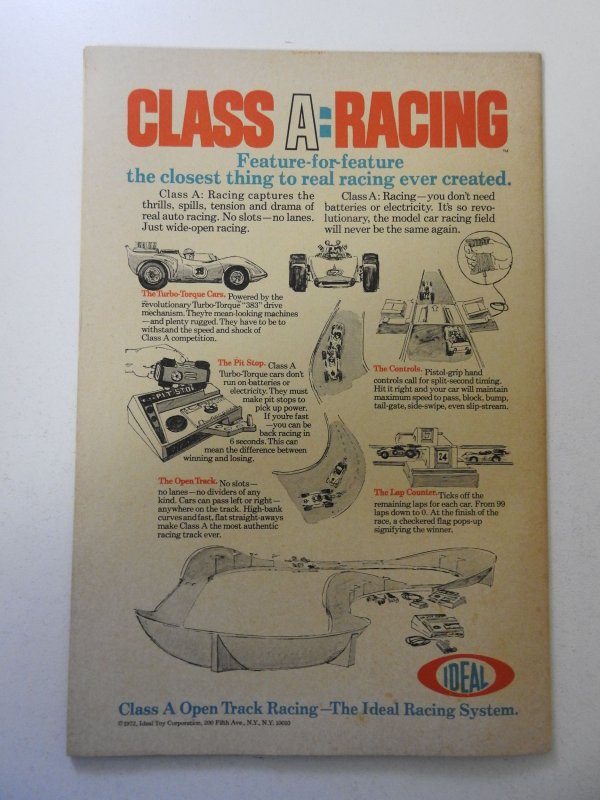 CLASS A:RACING
™
Feature-for-feature
the closest thing to real racing ever created.
Class A: Racing captures the
thrills, spills, tension and drama of
real auto racing. No slots—no lanes.
Just wide-open racing.
Class A: Racing—you don't need
batteries or electricity. It's so revo-
lutionary, the model car racing field
will never be the same again.
The Turbo-Torque Cars. Powered by the
revolutionary Turbo-Torque "383" drive
mechanism. They're mean-looking machines
—and plenty rugged. They have to be to
withstand the speed and shock of
Class A competition.
The Pit Stop. Class A
Turbo-Torque cars don't
run on batteries or
electricity. They must
make pit stops to
pick up power.
If you're fast
—you can be
back racing in
6 seconds. This can
mean the difference between
winning and losing.
PIT STOP
The Controls. Pistol-grip hand
controls call for split-second timing.
Hit it right and your car will maintain
maximum speed to pass, block, bump,
tail-gate, side-swipe, even slip-stream.
The Open Track. No slots—
no lanes—no dividers of any
kind. Cars can pass left or right—
anywhere on the track. High-bank
curves and fast, flat straight-aways
make Class A the most authentic
racing track ever.
24
The Lap Counter. Ticks off the
remaining laps for each car. From 99
laps down to 0. At the finish of the
race, a checkered flag pops-up
signifying the winner.
IDEAL
Class A Open Track Racing—The Ideal Racing System.
©1972, Ideal Toy Corporation, 200 Fifth Ave., N.Y., N.Y. 10010